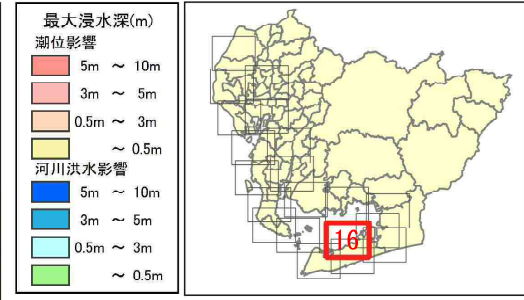 最大浸水深(m)
潮位影響
5m ～ 10m
3m ～ 5m
0.5m ～ 3m
～ 0.5m
河川洪水影響
5m ～ 10m
3m ～ 5m
0.5m ～ 3m
～ 0.5m
16